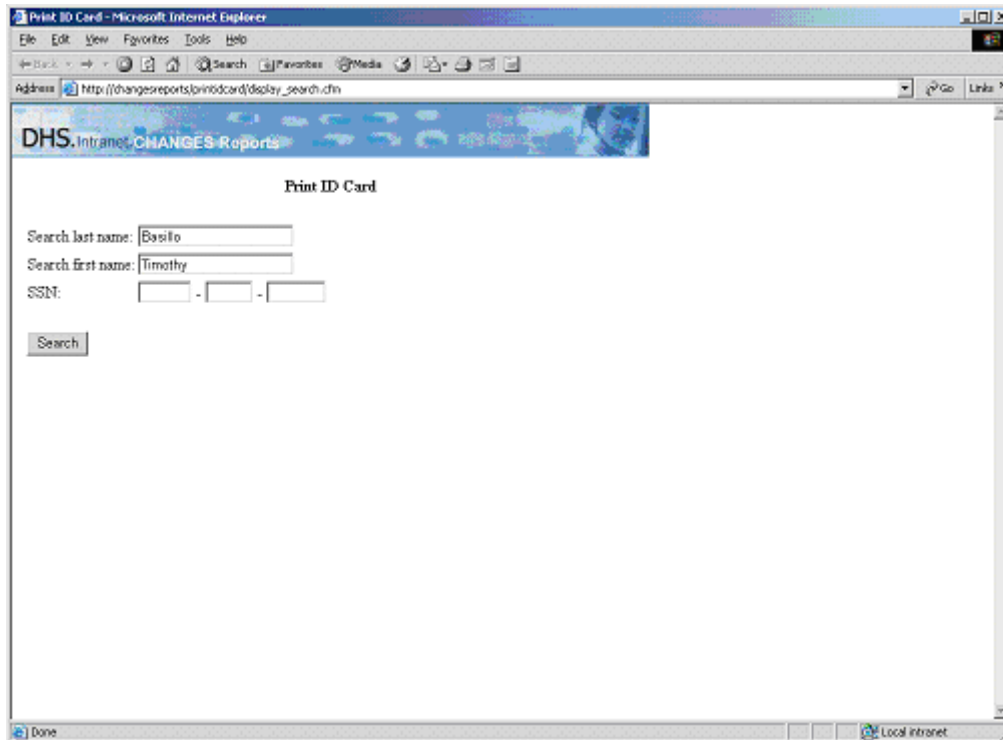 Print ID Card - Microsoft Internet Explorer
File Edit View Favorites Tools Help
Back Search Favorites Media
Address http://changesreports/printidcard/display_search.cfm Go Links
DHS. Intranet CHANGES Reports
Print ID Card
Search last name: Basillo
Search first name: Timothy
SSN: - -
Search
Done Local intranet